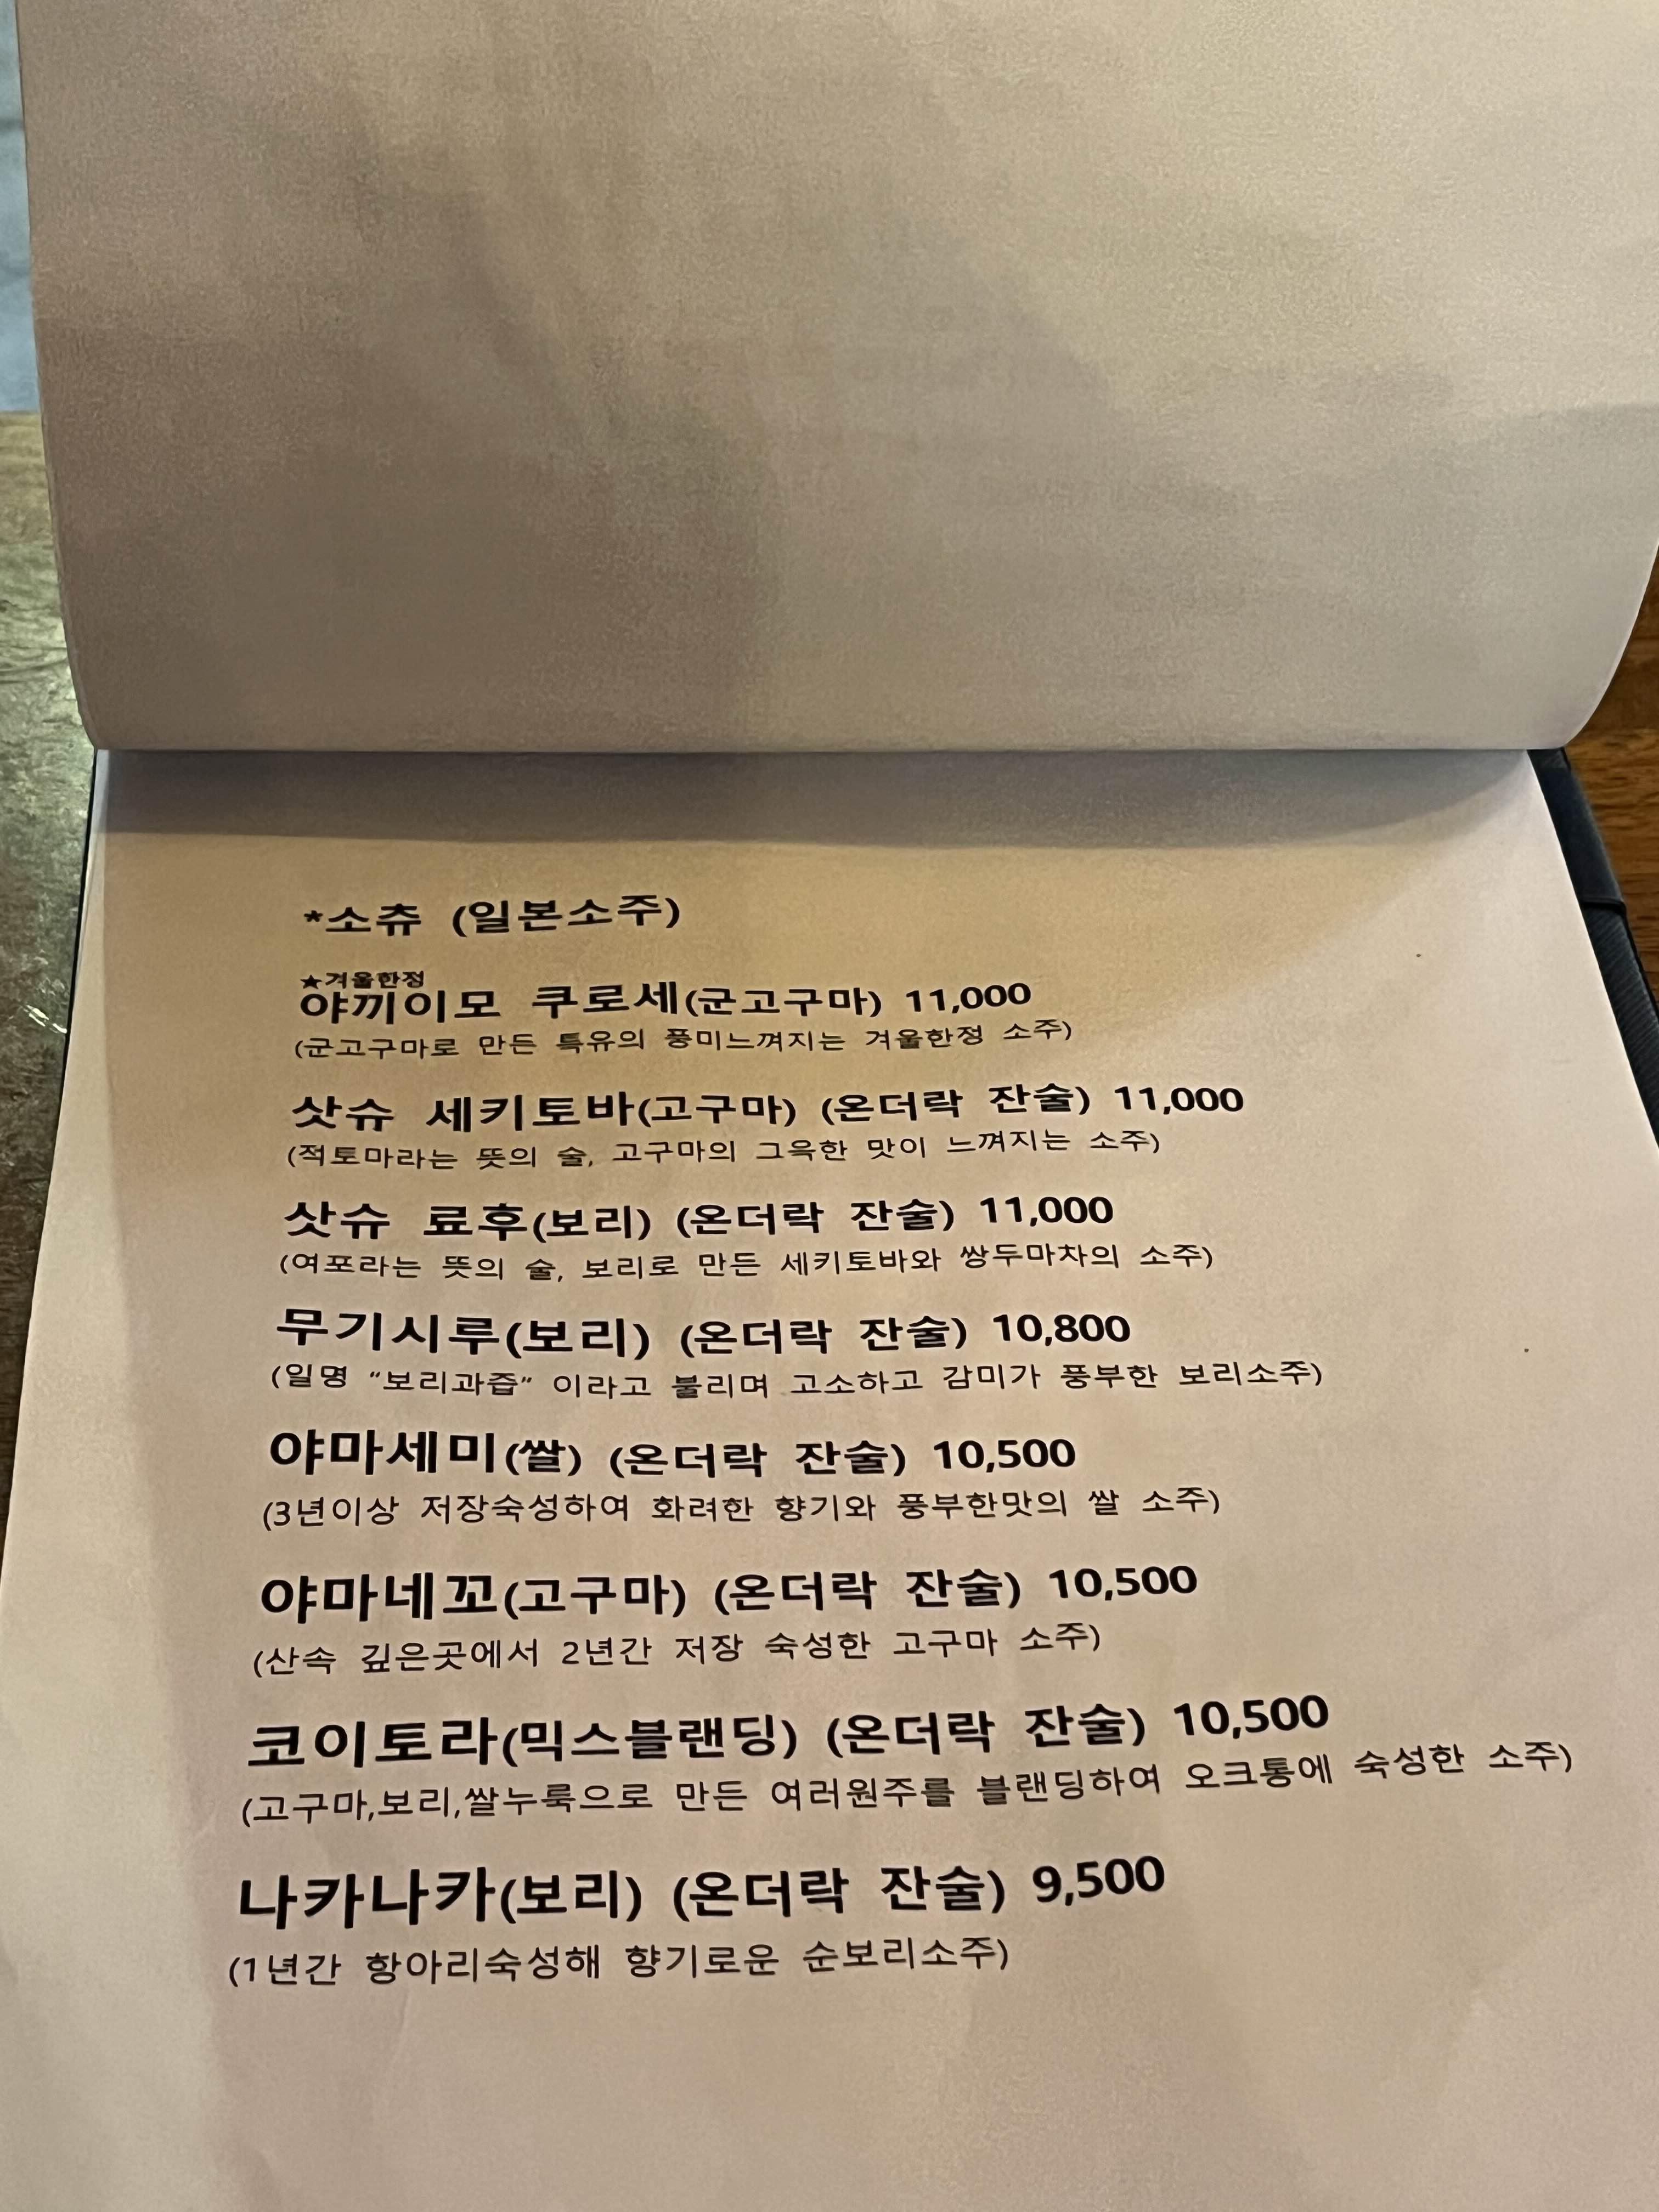 *소츄 (일본소주)
★겨울한정
야끼이모 쿠로세(군고구마) 11,000
(군고구마로 만든 특유의 풍미느껴지는 겨울한정 소주)
삿슈 세키토바(고구마) (온더락 잔술) 11,000
(적토마라는 뜻의 술, 고구마의 그윽한 맛이 느껴지는 소주)
삿슈 료후(보리) (온더락 잔술) 11,000
(여포라는 뜻의 술, 보리로 만든 세키토바와 쌍두마차의 소주)
무기시루(보리) (온더락 잔술) 10,800
(일명 “보리과즙” 이라고 불리며 고소하고 감미가 풍부한 보리소주)
야마세미(쌀) (온더락 잔술) 10,500
(3년이상 저장숙성하여 화려한 향기와 풍부한맛의 쌀 소주)
야마네꼬(고구마) (온더락 잔술) 10,500
(산속 깊은곳에서 2년간 저장 숙성한 고구마 소주)
코이토라(믹스블랜딩) (온더락 잔술) 10,500
(고구마,보리,쌀누룩으로 만든 여러원주를 블랜딩하여 오크통에 숙성한 소주)
나카나카(보리) (온더락 잔술) 9,500
(1년간 항아리숙성해 향기로운 순보리소주)